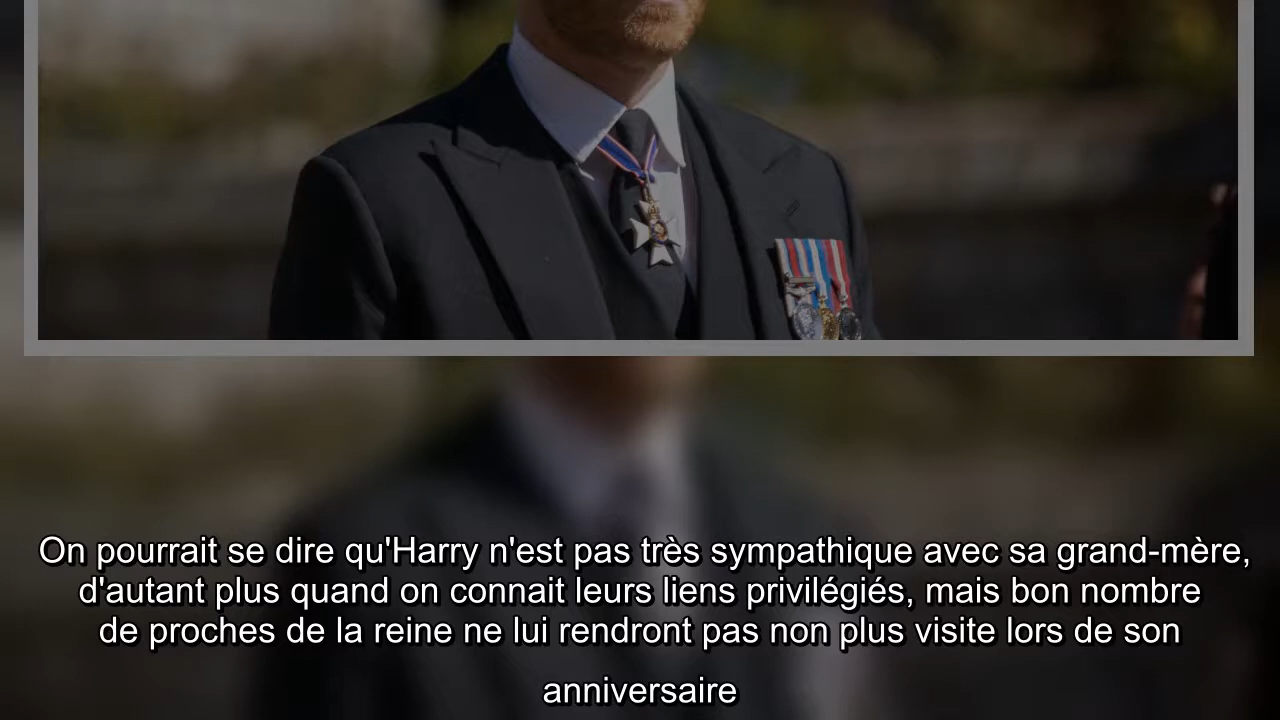 On pourrait se dire qu'Harry n'est pas très sympathique avec sa grand-mère,
d'autant plus quand on connait leurs liens privilégiés, mais bon nombre
de proches de la reine ne lui rendront pas non plus visite lors de son
anniversaire